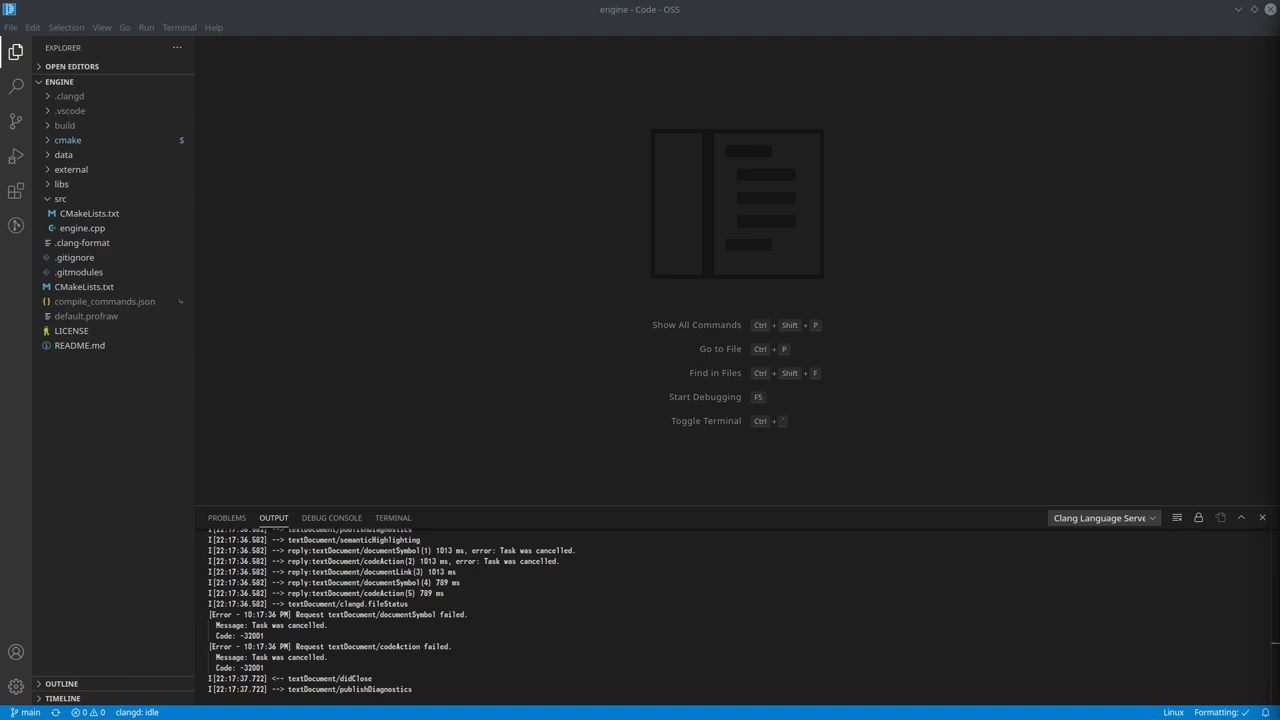 engine - Code - OSS
File Edit Selection View Go Run Terminal Help
EXPLORER ...
OPEN EDITORS
ENGINE
.clangd
.vscode
build
cmake S
data
external
libs
src
CMakeLists.txt
engine.cpp
.clang-format
.gitignore
.gitmodules
CMakeLists.txt
compile_commands.json
default.profraw
LICENSE
README.md
OUTLINE
TIMELINE
Show All Commands Ctrl + Shift + P
Go to File Ctrl + P
Find in Files Ctrl + Shift + F
Start Debugging F5
Toggle Terminal Ctrl + `
PROBLEMS OUTPUT DEBUG CONSOLE TERMINAL Clang Language Serve
I[22:17:36.582] --> textDocument/publishDiagnostics
I[22:17:36.582] --> textDocument/semanticHighlighting
I[22:17:36.582] --> reply:textDocument/documentSymbol(1) 1013 ms, error: Task was cancelled.
I[22:17:36.582] --> reply:textDocument/codeAction(2) 1013 ms, error: Task was cancelled.
I[22:17:36.582] --> reply:textDocument/documentLink(3) 1013 ms
I[22:17:36.582] --> reply:textDocument/documentSymbol(4) 789 ms
I[22:17:36.582] --> reply:textDocument/codeAction(5) 789 ms
I[22:17:36.582] --> textDocument/clangd.fileStatus
[Error - 10:17:36 PM] Request textDocument/documentSymbol failed.
Message: Task was cancelled.
Code: -32001
[Error - 10:17:36 PM] Request textDocument/codeAction failed.
Message: Task was cancelled.
Code: -32001
I[22:17:37.722] <-- textDocument/didClose
I[22:17:37.722] --> textDocument/publishDiagnostics
main 0 0 clangd: idle Linux Formatting: ✓